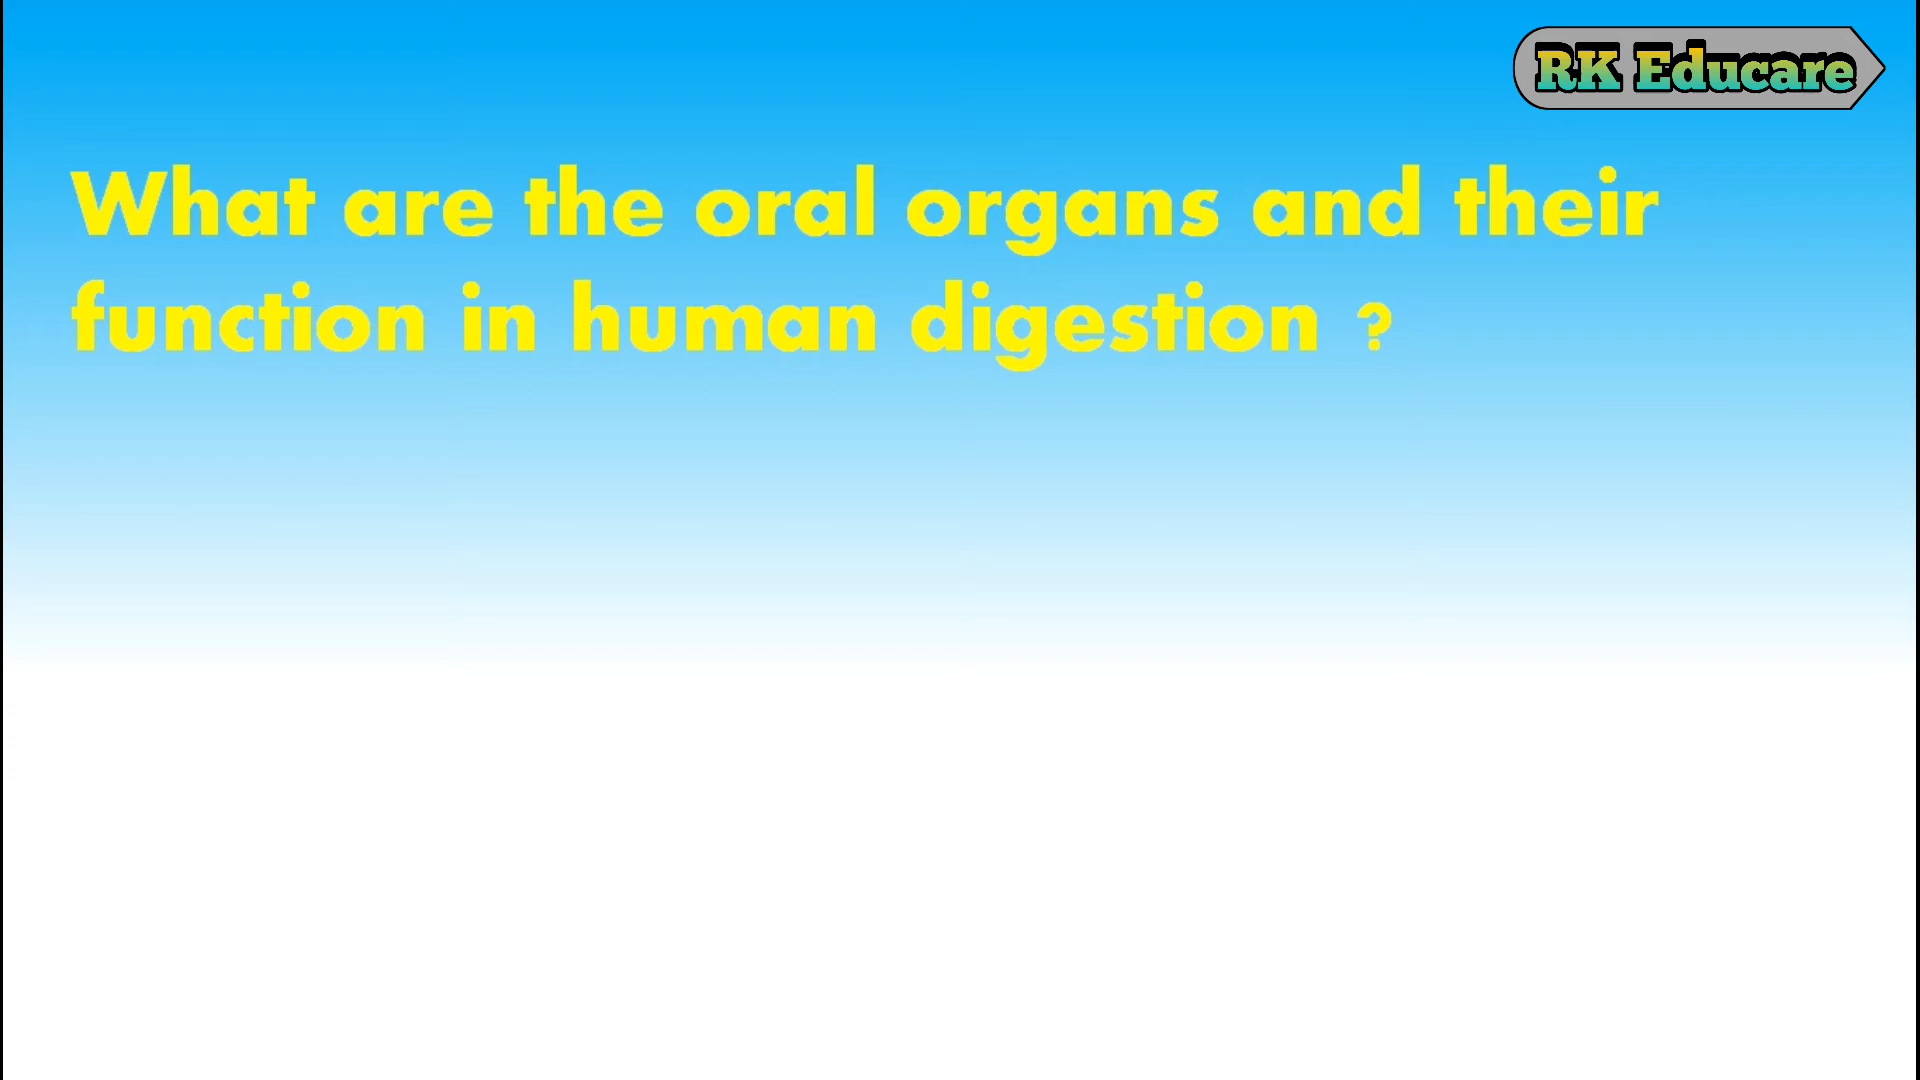 RK Educare
What are the oral organs and their
function in human digestion ?